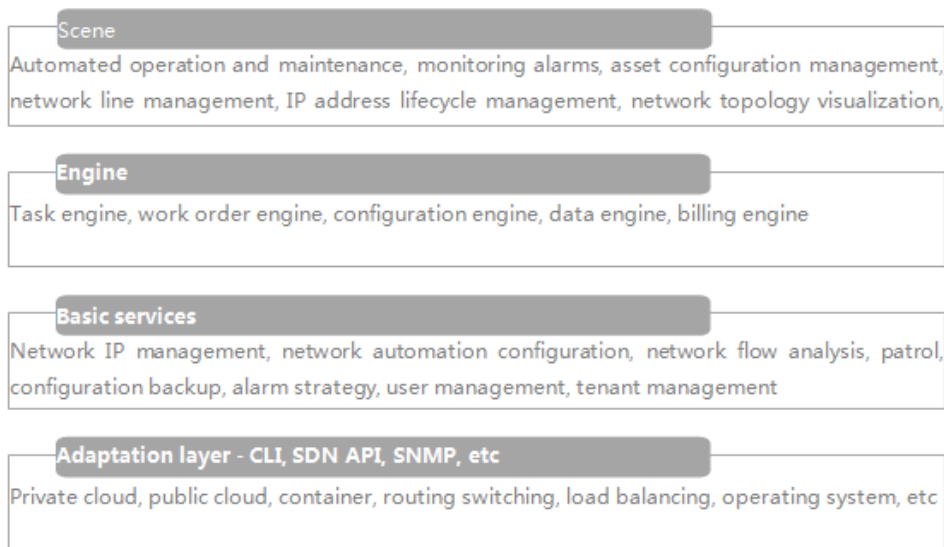 Scene
Automated operation and maintenance, monitoring alarms, asset configuration management,
network line management, IP address lifecycle management, network topology visualization,
Engine
Task engine, work order engine, configuration engine, data engine, billing engine
Basic services
Network IP management, network automation configuration, network flow analysis, patrol,
configuration backup, alarm strategy, user management, tenant management
Adaptation layer - CLI, SDN API, SNMP, etc
Private cloud, public cloud, container, routing switching, load balancing, operating system, etc